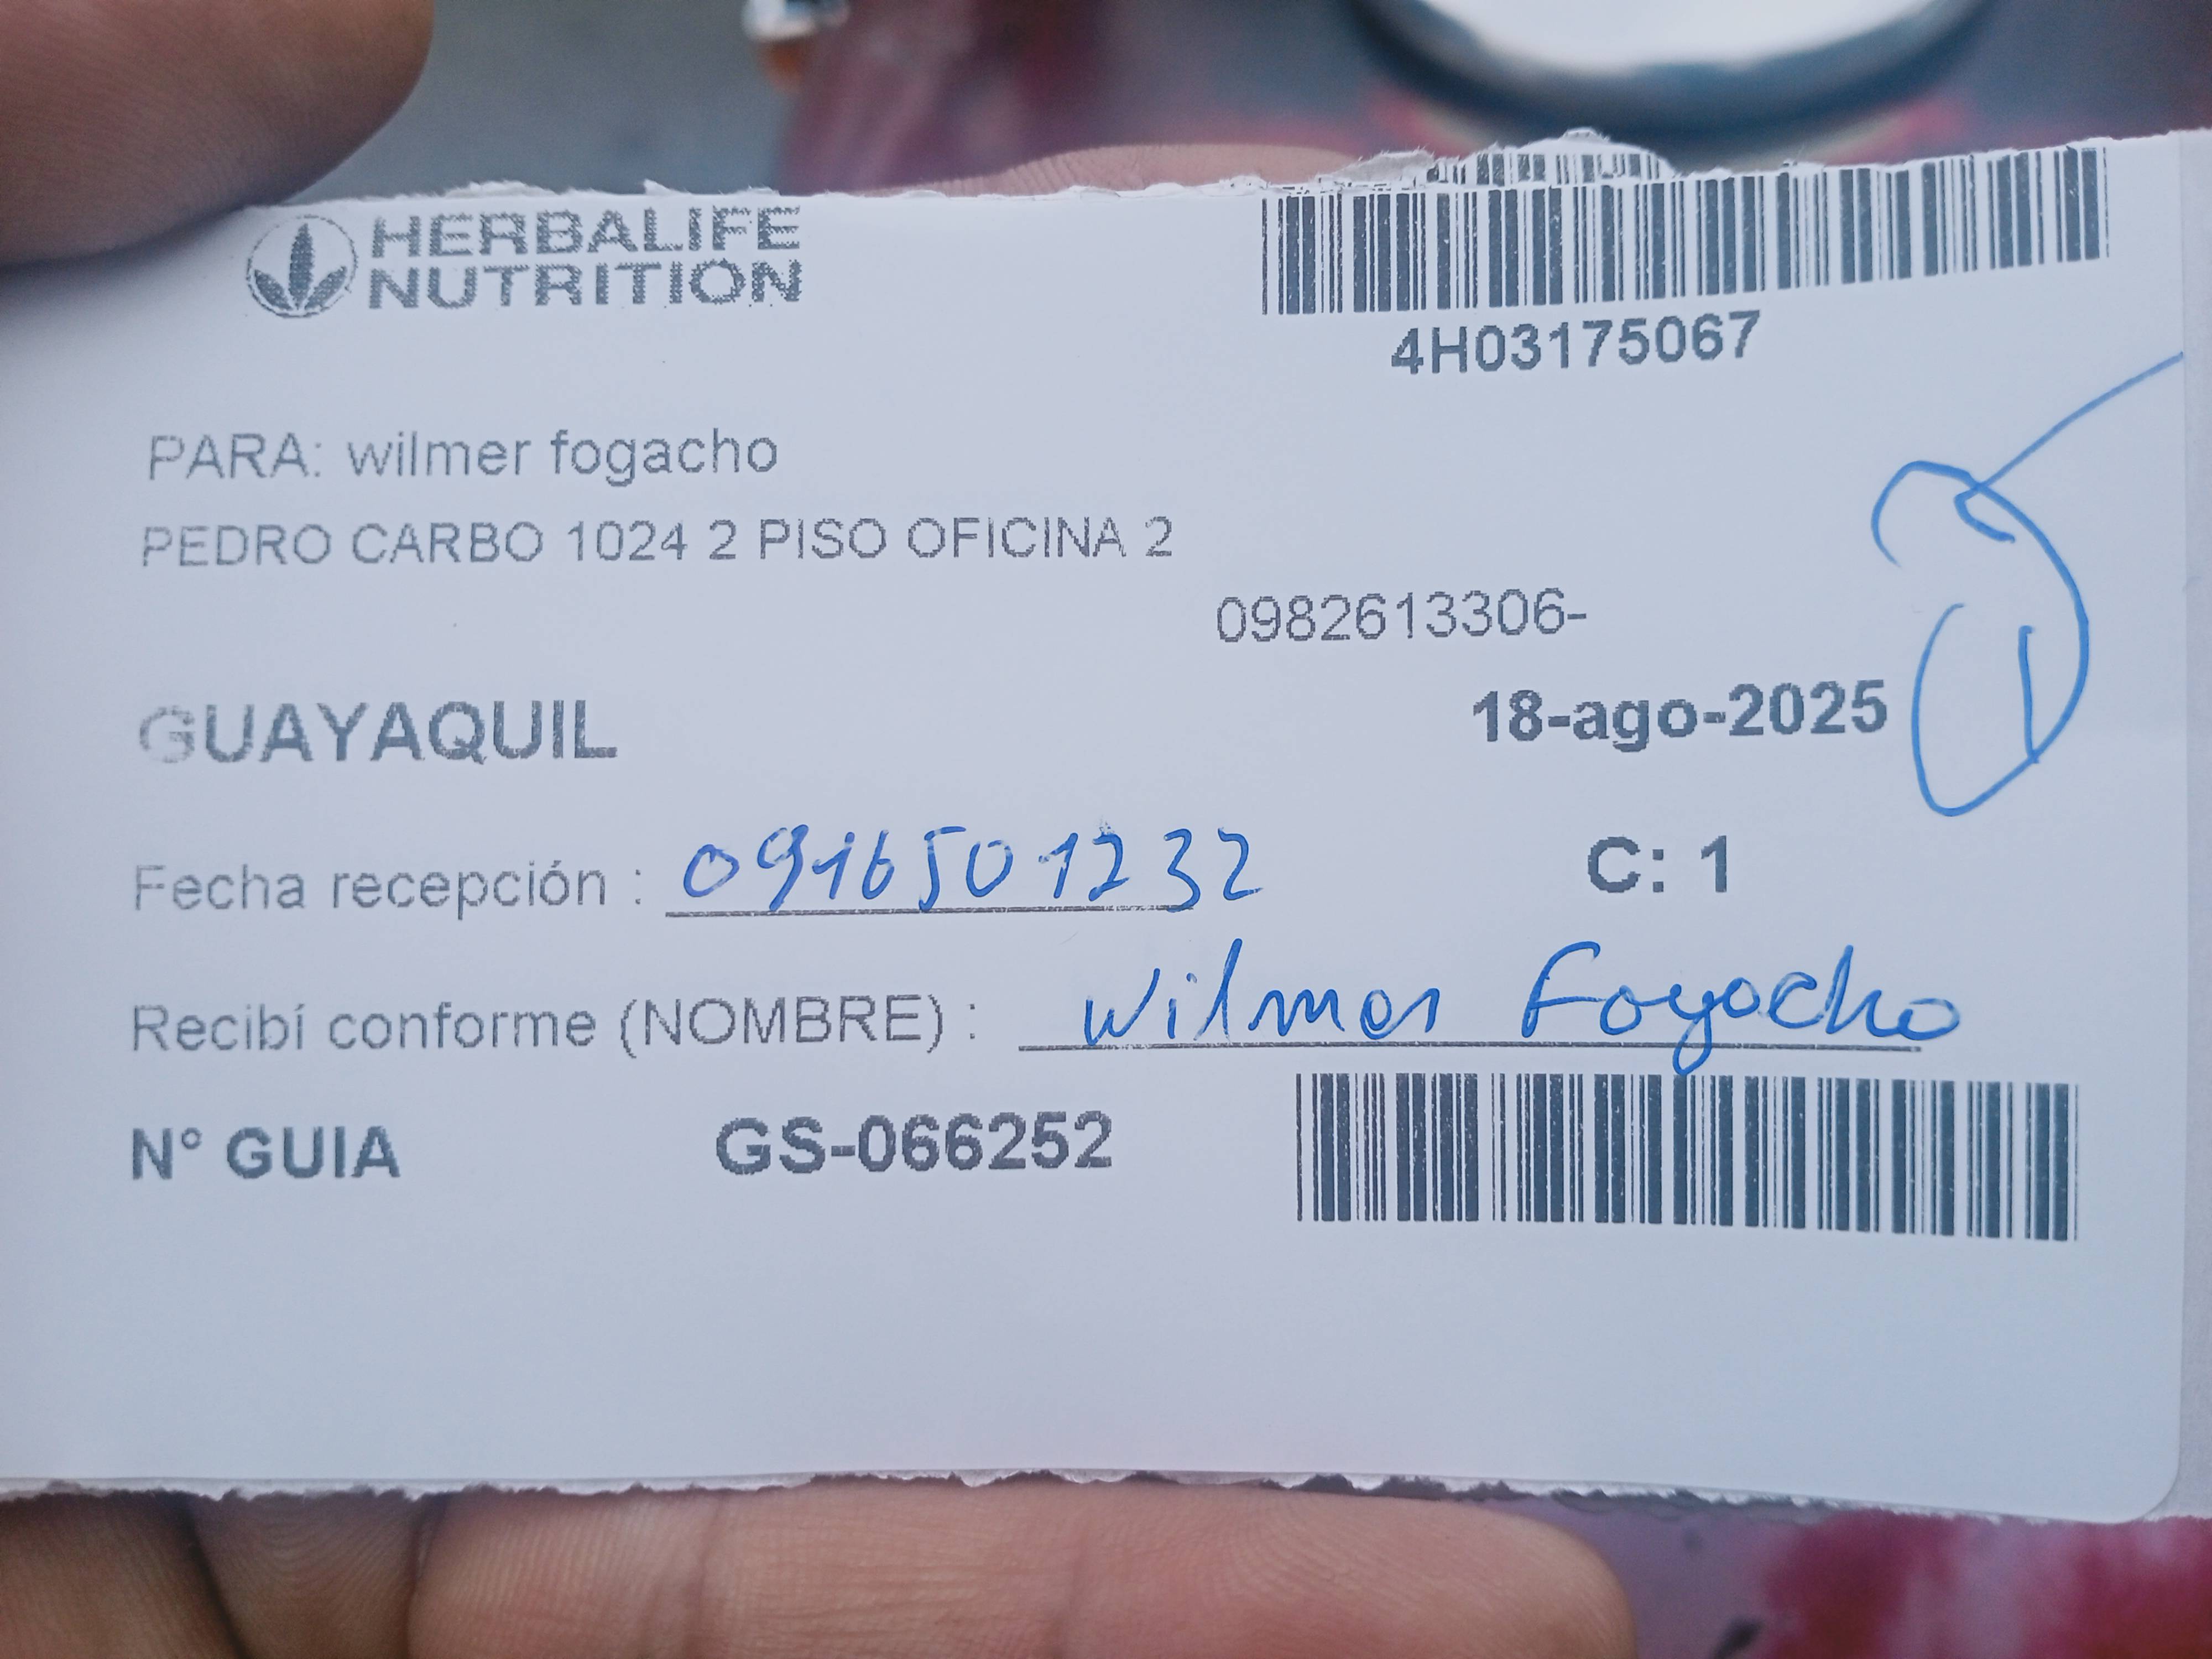 HERBALIFE
NUTRITION
4H03175067
PARA: wilmer fogacho
PEDRO CARBO 1024 2 PISO OFICINA 2
0982613306-
GUAYAQUIL
18-ago-2025
Fecha recepción : 0916501232
C: 1
Recibí conforme (NOMBRE) : Wilmer Fogacho
N° GUIA GS-066252